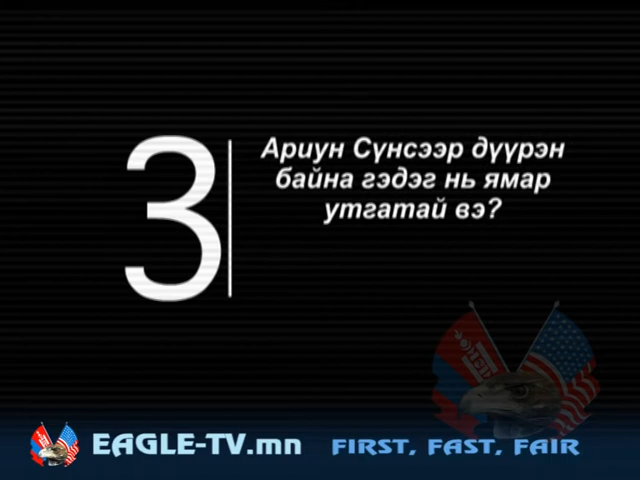 3
Ариун Сүнсээр дүүрэн
байна гэдэг нь ямар
утгатай вэ?
EAGLE-TV.mn FIRST, FAST, FAIR